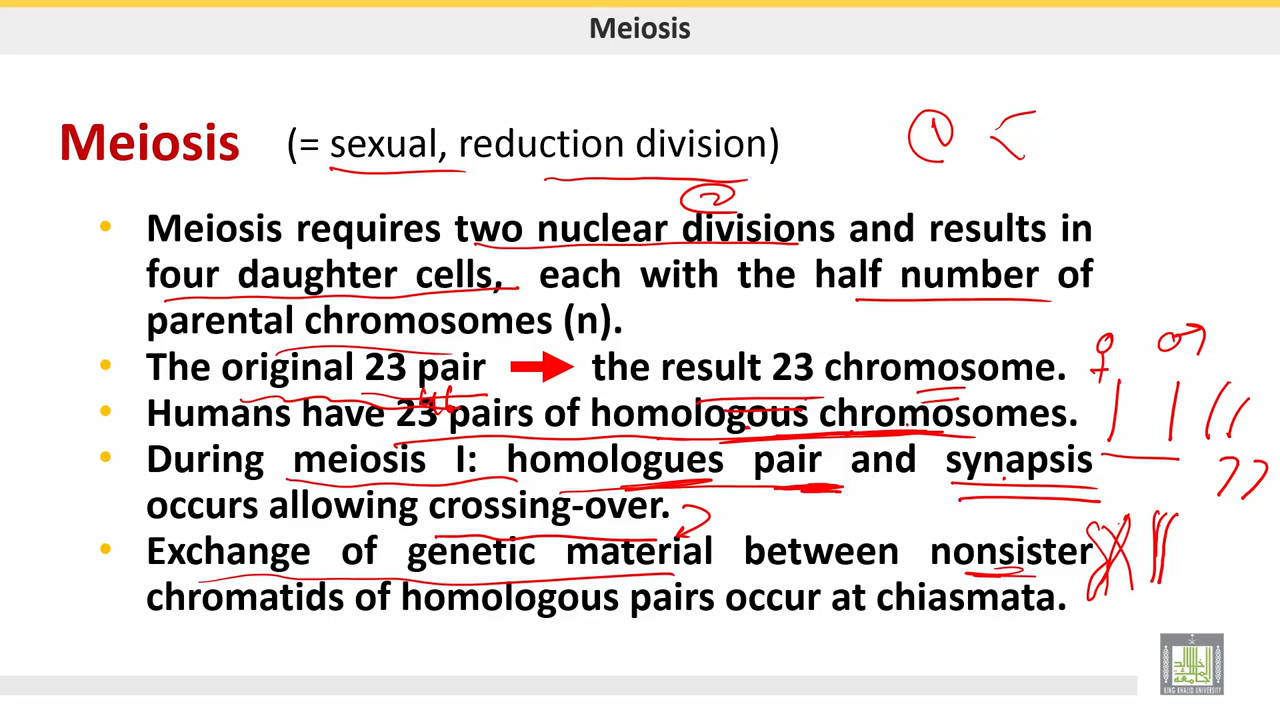 Meiosis
Meiosis (= sexual, reduction division)
• Meiosis requires two nuclear divisions and results in
four daughter cells, each with the half number of
parental chromosomes (n).
• The original 23 pair the result 23 chromosome.
• Humans have 23 pairs of homologous chromosomes.
• During meiosis I: homologues pair and synapsis
occurs allowing crossing-over.
• Exchange of genetic material between nonsister
chromatids of homologous pairs occur at chiasmata.
KING KHALID UNIVERSITY